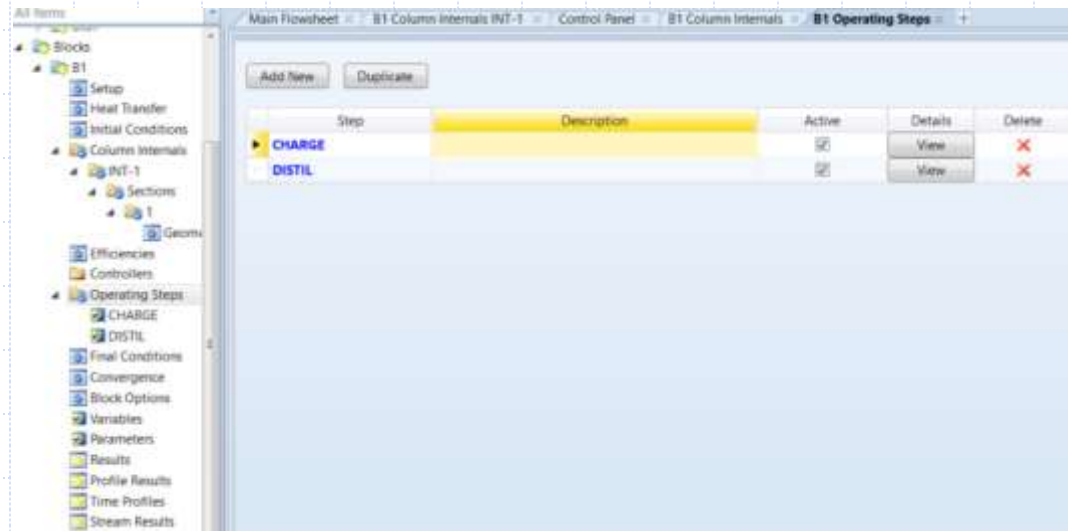 All Items
Blocks
B1
Setup
Heat Transfer
Initial Conditions
Column Internals
INT-1
Sections
1
Geome
Efficiencies
Controllers
Operating Steps
CHARGE
DISTIL
Final Conditions
Convergence
Block Options
Variables
Parameters
Results
Profile Results
Time Profiles
Stream Results
Main Flowsheet B1 Column Internals INT-1 Control Panel B1 Column Internals B1 Operating Steps +
Add New Duplicate
Step Description Active Details Delete
CHARGE View
DISTIL View